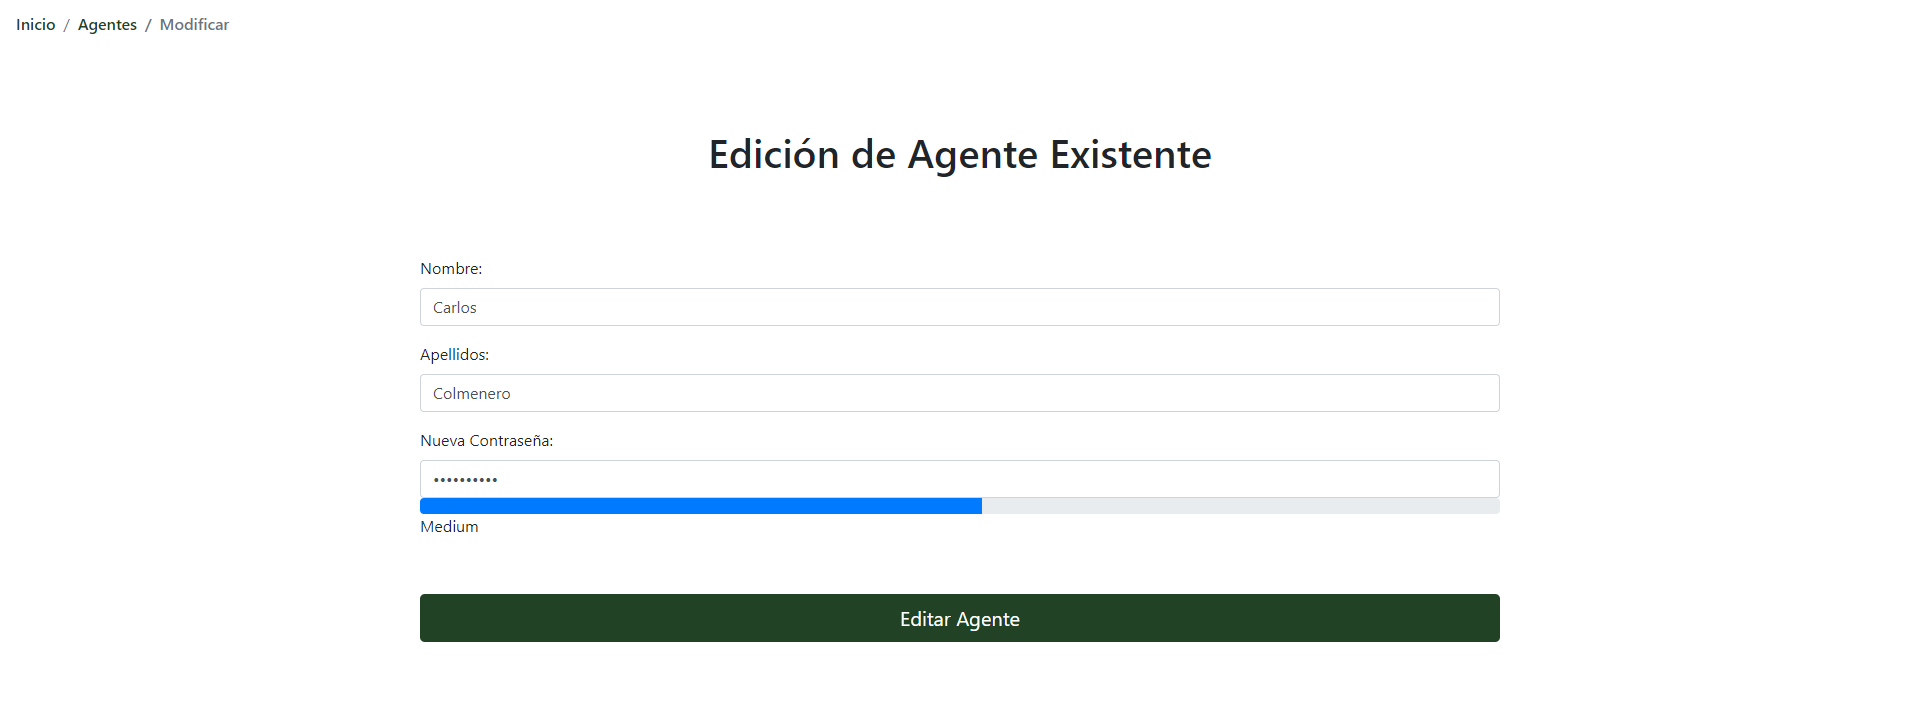 Inicio / Agentes / Modificar
Edición de Agente Existente
Nombre:
Carlos
Apellidos:
Colmenero
Nueva Contraseña:
••••••••••
Medium
Editar Agente